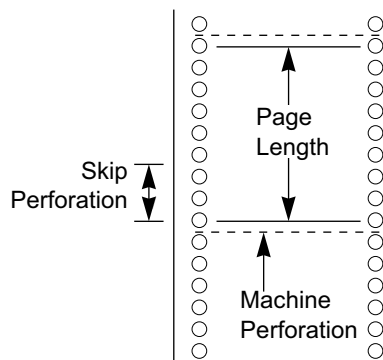 Page
Length
Skip
Perforation
Machine
Perforation